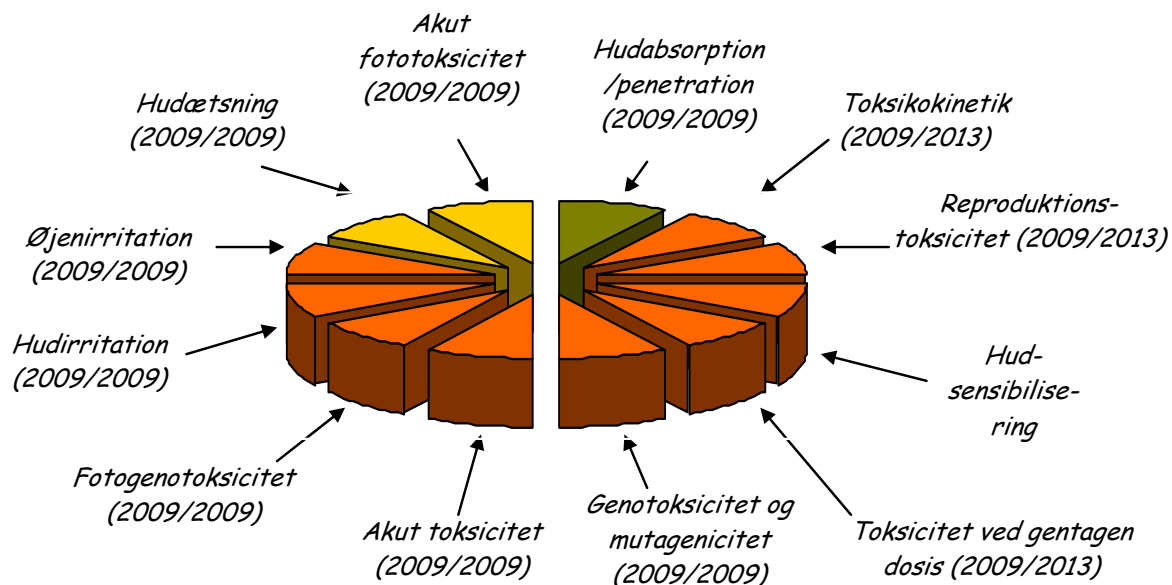 Akut
fototoksicitet
(2009/2009)
Hudabsorption
/penetration
(2009/2009)
Toksikokinetik
(2009/2013)
Reproduktions-
toksicitet (2009/2013)
Hud-
sensibilise-
ring
Toksicitet ved gentagen
dosis (2009/2013)
Genotoksicitet og
mutagenicitet
(2009/2009)
Akut toksicitet
(2009/2009)
Fotogenotoksicitet
(2009/2009)
Hudirritation
(2009/2009)
Øjenirritation
(2009/2009)
Hudætsning
(2009/2009)